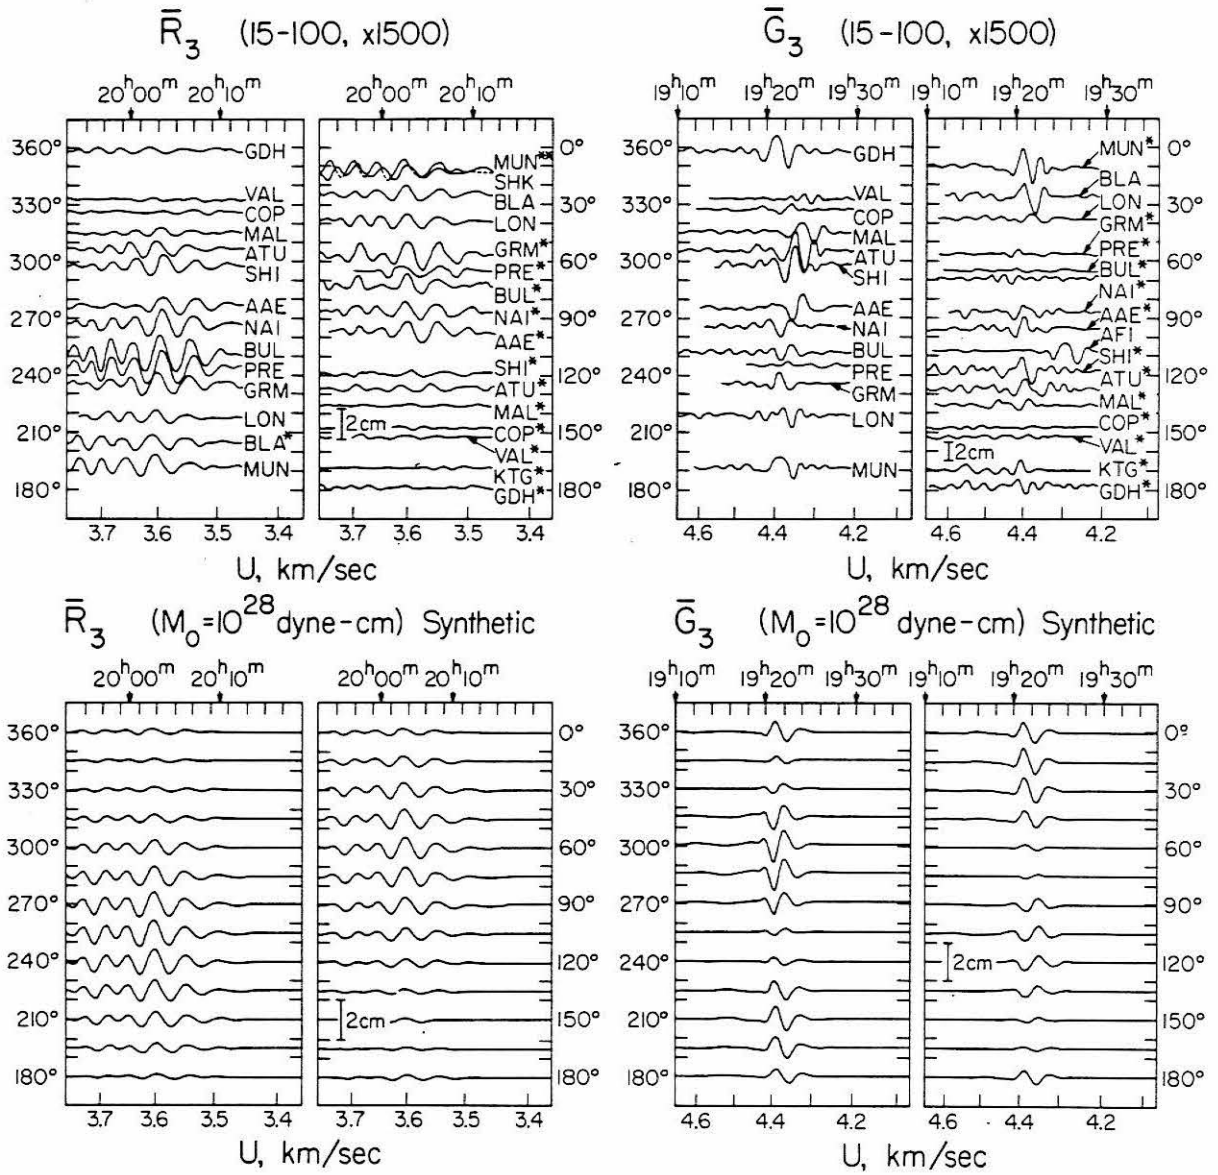 R̅₃ (15-100, x1500)
G̅₃ (15-100, x1500)
20ʰ00ᵐ 20ʰ10ᵐ
20ʰ00ᵐ 20ʰ10ᵐ
19ʰ10ᵐ 19ʰ20ᵐ 19ʰ30ᵐ
19ʰ10ᵐ 19ʰ20ᵐ 19ʰ30ᵐ
360°
330°
300°
270°
240°
210°
180°
GDH
VAL
COP
MAL
ATU
SHI
AAE
NAI
BUL
PRE
GRM
LON
BLA*
MUN
MUN**
SHK
BLA
LON
GRM*
PRE*
BUL*
NAI*
AAE*
SHI*
ATU*
MAL*
COP*
VAL*
KTG*
GDH*
2cm
0°
30°
60°
90°
120°
150°
180°
3.7 3.6 3.5 3.4
3.7 3.6 3.5 3.4
U, km/sec
360°
330°
300°
270°
240°
210°
180°
GDH
VAL
COP
MAL
ATU
SHI
AAE
NAI
BUL
PRE
GRM
LON
MUN
MUN*
BLA
LON
GRM*
PRE*
BUL*
NAI*
AAE*
AFI
SHI*
ATU*
MAL*
COP*
VAL*
KTG*
GDH*
2cm
0°
30°
60°
90°
120°
150°
180°
4.6 4.4 4.2
4.6 4.4 4.2
U, km/sec
R̅₃ (M₀=10²⁸ dyne-cm) Synthetic
G̅₃ (M₀=10²⁸ dyne-cm) Synthetic
20ʰ00ᵐ 20ʰ10ᵐ
20ʰ00ᵐ 20ʰ10ᵐ
19ʰ10ᵐ 19ʰ20ᵐ 19ʰ30ᵐ
19ʰ10ᵐ 19ʰ20ᵐ 19ʰ30ᵐ
360°
330°
300°
270°
240°
210°
180°
2cm
0°
30°
60°
90°
120°
150°
180°
3.7 3.6 3.5 3.4
3.7 3.6 3.5 3.4
U, km/sec
360°
330°
300°
270°
240°
210°
180°
2cm
0°
30°
60°
90°
120°
150°
180°
4.6 4.4 4.2
4.6 4.4 4.2
U, km/sec